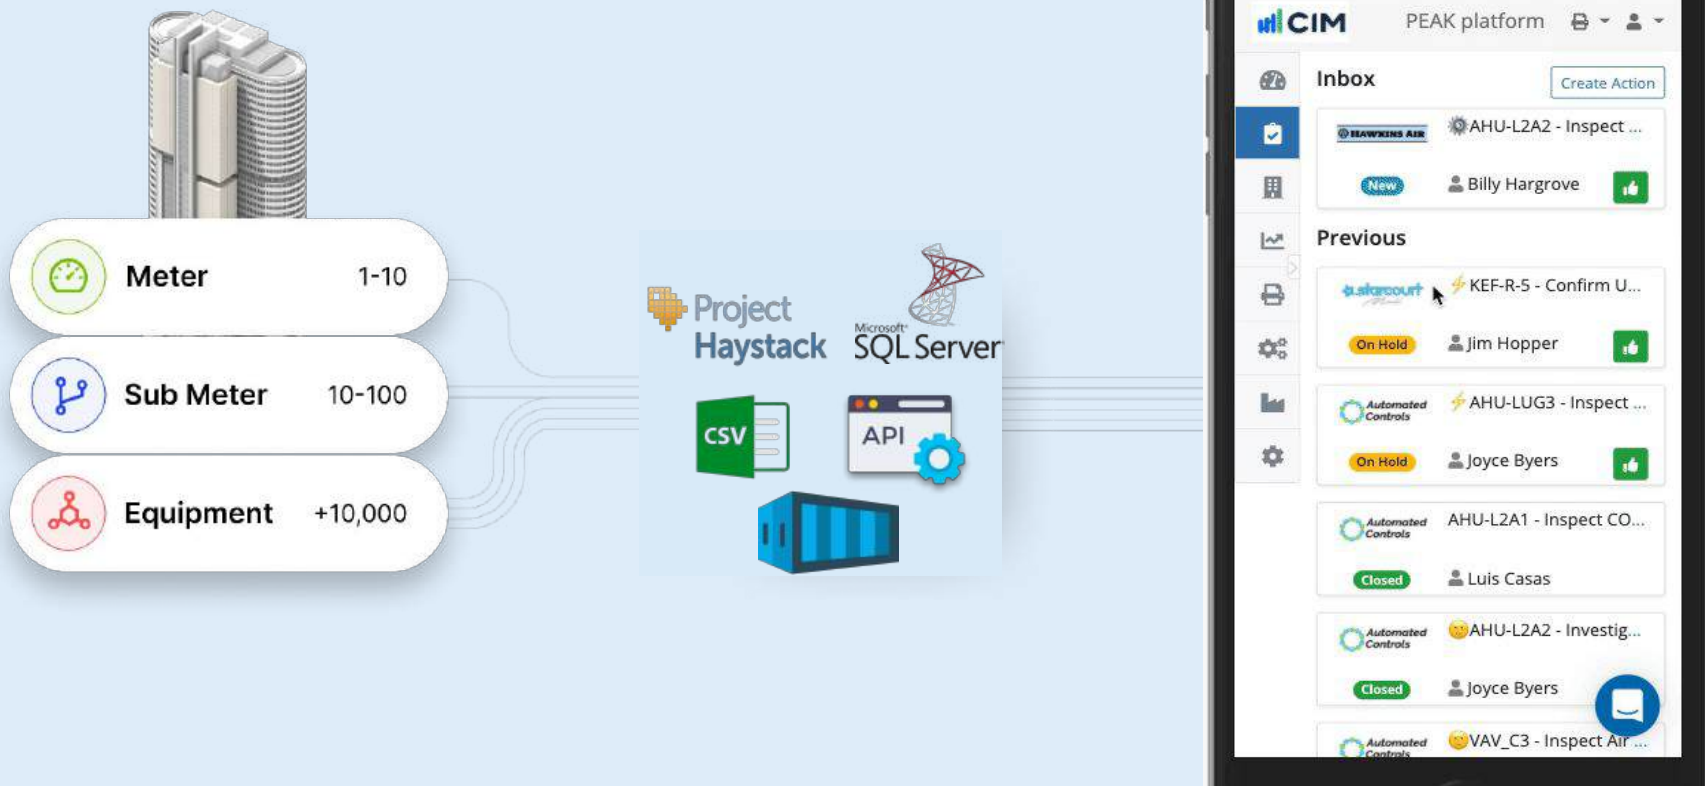 Meter 1-10
Sub Meter 10-100
Equipment +10,000
Project
Haystack
Microsoft
SQL Server
CSV
API
CIM PEAK platform
Inbox Create Action
HAWKINS AIR AHU-L2A2 - Inspect ...
New Billy Hargrove
Previous
starcourt KEF-R-5 - Confirm U...
On Hold Jim Hopper
Automated
Controls
AHU-LUG3 - Inspect ...
On Hold Joyce Byers
Automated
Controls
AHU-L2A1 - Inspect CO...
Closed Luis Casas
Automated
Controls
AHU-L2A2 - Investig...
Closed Joyce Byers
Automated
Controls
VAV_C3 - Inspect Air ...